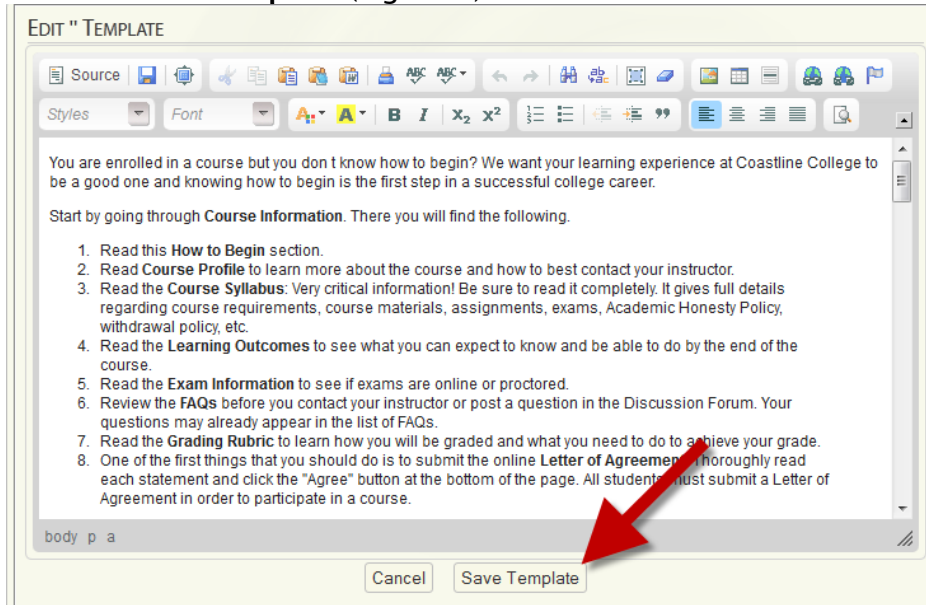 EDIT " TEMPLATE
Source ABC ABC
Styles Font A A B I X2 X²
You are enrolled in a course but you don t know how to begin? We want your learning experience at Coastline College to
be a good one and knowing how to begin is the first step in a successful college career.
Start by going through Course Information. There you will find the following.
1. Read this How to Begin section.
2. Read Course Profile to learn more about the course and how to best contact your instructor.
3. Read the Course Syllabus: Very critical information! Be sure to read it completely. It gives full details
regarding course requirements, course materials, assignments, exams, Academic Honesty Policy,
withdrawal policy, etc.
4. Read the Learning Outcomes to see what you can expect to know and be able to do by the end of the
course.
5. Read the Exam Information to see if exams are online or proctored.
6. Review the FAQs before you contact your instructor or post a question in the Discussion Forum. Your
questions may already appear in the list of FAQs.
7. Read the Grading Rubric to learn how you will be graded and what you need to do to achieve your grade.
8. One of the first things that you should do is to submit the online Letter of Agreement. Thoroughly read
each statement and click the "Agree" button at the bottom of the page. All students must submit a Letter of
Agreement in order to participate in a course.
body p a
Cancel Save Template